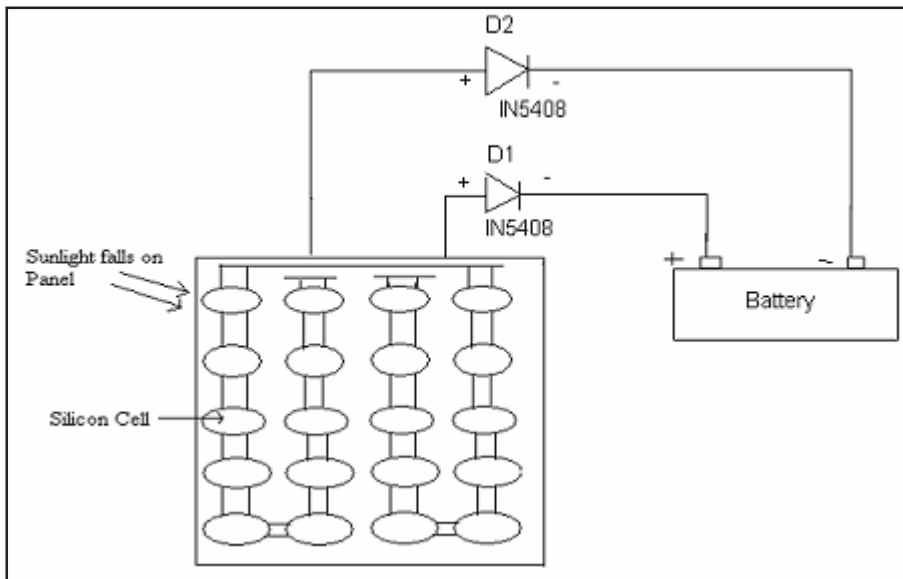 D2
+
-
IN5408
D1
+
-
IN5408
Sunlight falls on
Panel
+
-
Battery
Silicon Cell